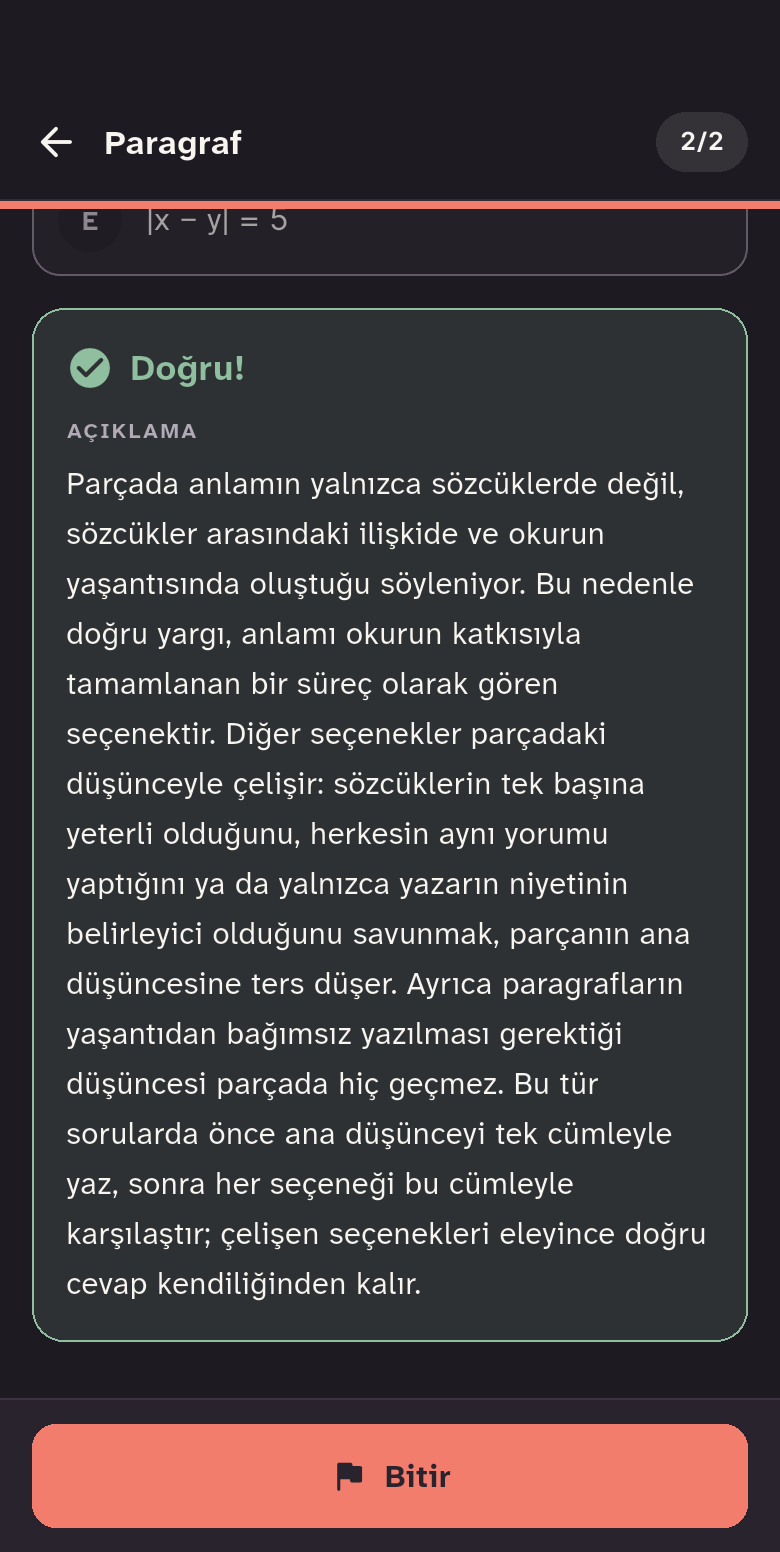 Paragraf
2/2
E |x − y| = 5
Doğru!
AÇIKLAMA
Parçada anlamın yalnızca sözcüklerde değil,
sözcükler arasındaki ilişkide ve okurun
yaşantısında oluştuğu söyleniyor. Bu nedenle
doğru yargı, anlamı okurun katkısıyla
tamamlanan bir süreç olarak gören
seçenektir. Diğer seçenekler parçadaki
düşünceyle çelişir: sözcüklerin tek başına
yeterli olduğunu, herkesin aynı yorumu
yaptığını ya da yalnızca yazarın niyetinin
belirleyici olduğunu savunmak, parçanın ana
düşüncesine ters düşer. Ayrıca paragrafların
yaşantıdan bağımsız yazılması gerektiği
düşüncesi parçada hiç geçmez. Bu tür
sorularda önce ana düşünceyi tek cümleyle
yaz, sonra her seçeneği bu cümleyle
karşılaştır; çelişen seçenekleri eleyince doğru
cevap kendiliğinden kalır.
Bitir